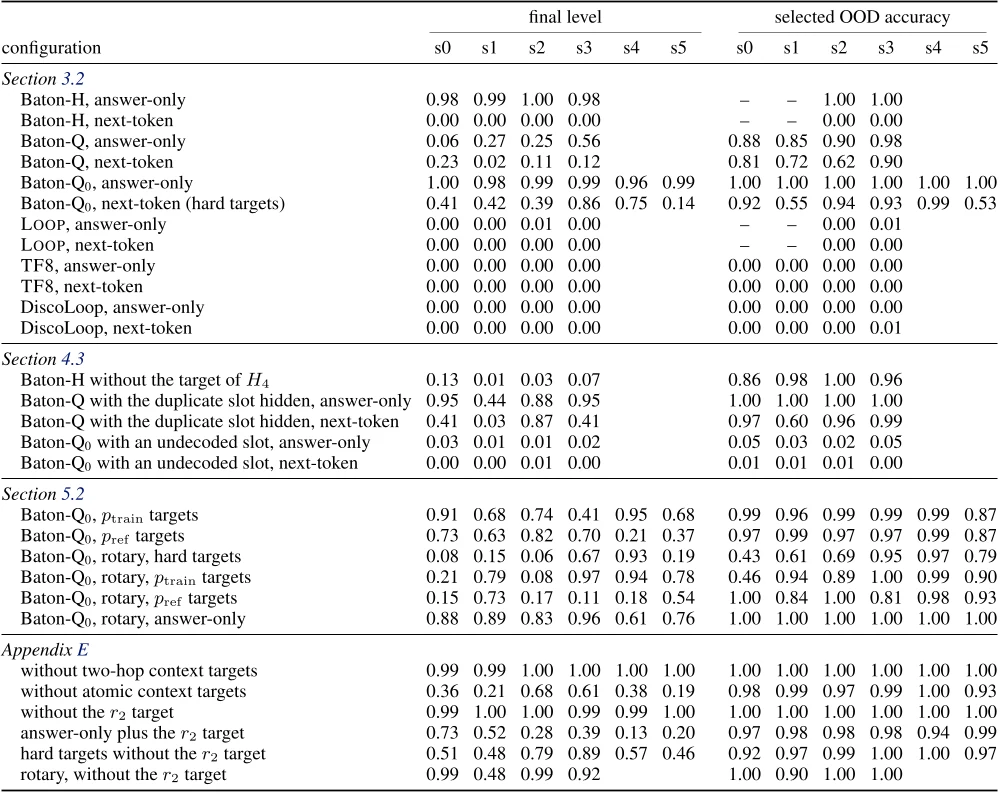 final level selected OOD accuracy
configuration s0 s1 s2 s3 s4 s5 s0 s1 s2 s3 s4 s5
Section 3.2
Baton-H, answer-only 0.98 0.99 1.00 0.98 – – 1.00 1.00
Baton-H, next-token 0.00 0.00 0.00 0.00 – – 0.00 0.00
Baton-Q, answer-only 0.06 0.27 0.25 0.56 0.88 0.85 0.90 0.98
Baton-Q, next-token 0.23 0.02 0.11 0.12 0.81 0.72 0.62 0.90
Baton-Q₀, answer-only 1.00 0.98 0.99 0.99 0.96 0.99 1.00 1.00 1.00 1.00 1.00 1.00
Baton-Q₀, next-token (hard targets) 0.41 0.42 0.39 0.86 0.75 0.14 0.92 0.55 0.94 0.93 0.99 0.53
LOOP, answer-only 0.00 0.00 0.01 0.00 – – 0.00 0.01
LOOP, next-token 0.00 0.00 0.00 0.00 – – 0.00 0.00
TF8, answer-only 0.00 0.00 0.00 0.00 0.00 0.00 0.00 0.00
TF8, next-token 0.00 0.00 0.00 0.00 0.00 0.00 0.00 0.00
DiscoLoop, answer-only 0.00 0.00 0.00 0.00 0.00 0.00 0.00 0.00
DiscoLoop, next-token 0.00 0.00 0.00 0.00 0.00 0.00 0.00 0.01
Section 4.3
Baton-H without the target of H₄ 0.13 0.01 0.03 0.07 0.86 0.98 1.00 0.96
Baton-Q with the duplicate slot hidden, answer-only 0.95 0.44 0.88 0.95 1.00 1.00 1.00 1.00
Baton-Q with the duplicate slot hidden, next-token 0.41 0.03 0.87 0.41 0.97 0.60 0.96 0.99
Baton-Q₀ with an undecoded slot, answer-only 0.03 0.01 0.01 0.02 0.05 0.03 0.02 0.05
Baton-Q₀ with an undecoded slot, next-token 0.00 0.00 0.01 0.00 0.01 0.01 0.01 0.00
Section 5.2
Baton-Q₀, p_train targets 0.91 0.68 0.74 0.41 0.95 0.68 0.99 0.96 0.99 0.99 0.99 0.87
Baton-Q₀, p_ref targets 0.73 0.63 0.82 0.70 0.21 0.37 0.97 0.99 0.97 0.97 0.99 0.87
Baton-Q₀, rotary, hard targets 0.08 0.15 0.06 0.67 0.93 0.19 0.43 0.61 0.69 0.95 0.97 0.79
Baton-Q₀, rotary, p_train targets 0.21 0.79 0.08 0.97 0.94 0.78 0.46 0.94 0.89 1.00 0.99 0.90
Baton-Q₀, rotary, p_ref targets 0.15 0.73 0.17 0.11 0.18 0.54 1.00 0.84 1.00 0.81 0.98 0.93
Baton-Q₀, rotary, answer-only 0.88 0.89 0.83 0.96 0.61 0.76 1.00 1.00 1.00 1.00 1.00 1.00
Appendix E
without two-hop context targets 0.99 0.99 1.00 1.00 1.00 1.00 1.00 1.00 1.00 1.00 1.00 1.00
without atomic context targets 0.36 0.21 0.68 0.61 0.38 0.19 0.98 0.99 0.97 0.99 1.00 0.93
without the r₂ target 0.99 1.00 1.00 0.99 0.99 1.00 1.00 1.00 1.00 1.00 1.00 1.00
answer-only plus the r₂ target 0.73 0.52 0.28 0.39 0.13 0.20 0.97 0.98 0.98 0.98 0.94 0.99
hard targets without the r₂ target 0.51 0.48 0.79 0.89 0.57 0.46 0.92 0.97 0.99 1.00 1.00 0.97
rotary, without the r₂ target 0.99 0.48 0.99 0.92 1.00 0.90 1.00 1.00